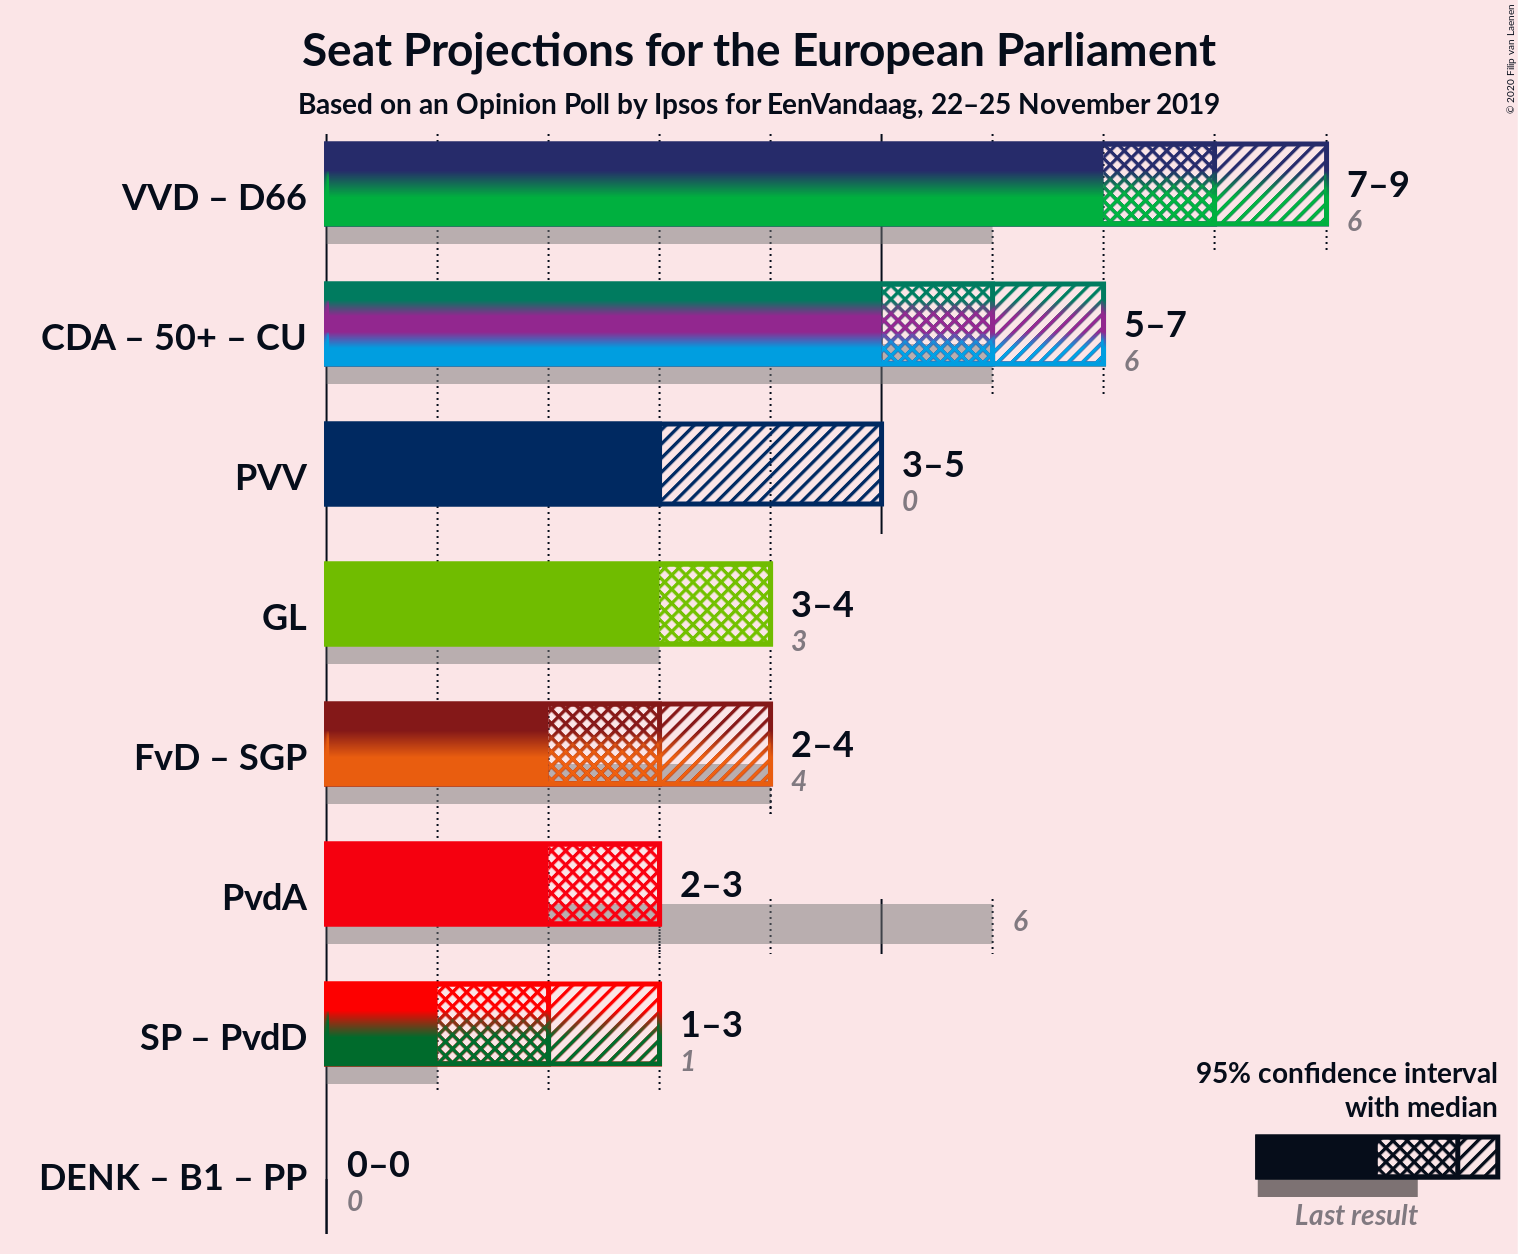 Seat Projections for the European Parliament
Based on an Opinion Poll by Ipsos for EenVandaag, 22–25 November 2019
© 2020 Filip van Laenen
VVD – D66
7–9
6
CDA – 50+ – CU
5–7
6
PVV
3–5
0
GL
3–4
3
FvD – SGP
2–4
4
PvdA
2–3
6
SP – PvdD
1–3
1
DENK – B1 – PP
0–0
0
95% confidence interval
with median
Last result